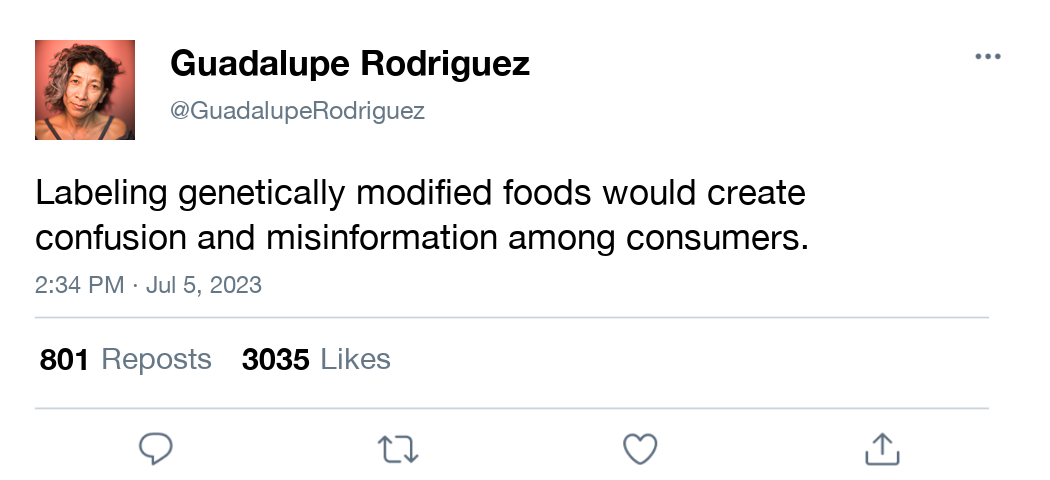 Guadalupe Rodriguez
@GuadalupeRodriguez
Labeling genetically modified foods would create
confusion and misinformation among consumers.
2:34 PM · Jul 5, 2023
801 Reposts 3035 Likes